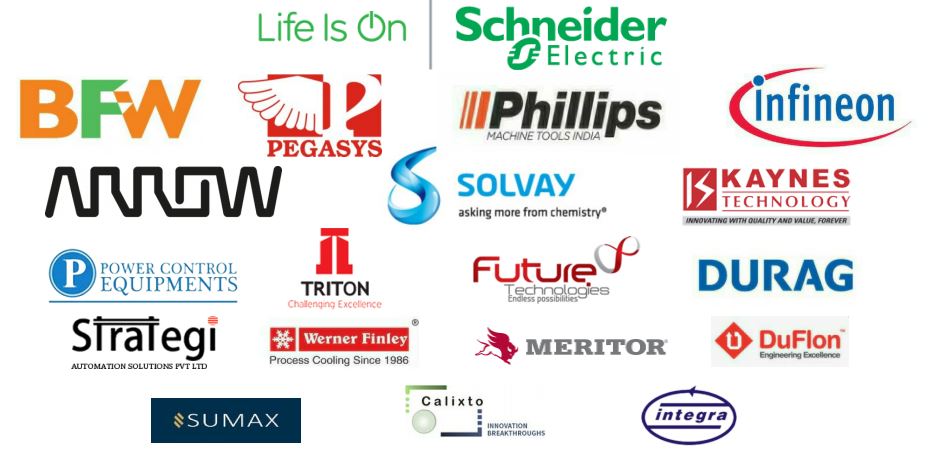 Life Is On
Schneider
Electric
BFW
P
PEGASYS
Phillips
MACHINE TOOLS INDIA
infineon
ARROW
SOLVAY
asking more from chemistry®
KAYNES
TECHNOLOGY
INNOVATING WITH QUALITY AND VALUE, FOREVER
P
POWER CONTROL
EQUIPMENTS
TRITON
Challenging Excellence
Future
Technologies
Endless possibilities
DURAG
Strategi
AUTOMATION SOLUTIONS PVT LTD
Werner Finley®
Process Cooling Since 1986
MERITOR®
DuFlon™
Engineering Excellence
SUMAX
Calixto
INNOVATION
BREAKTHROUGHS
integra